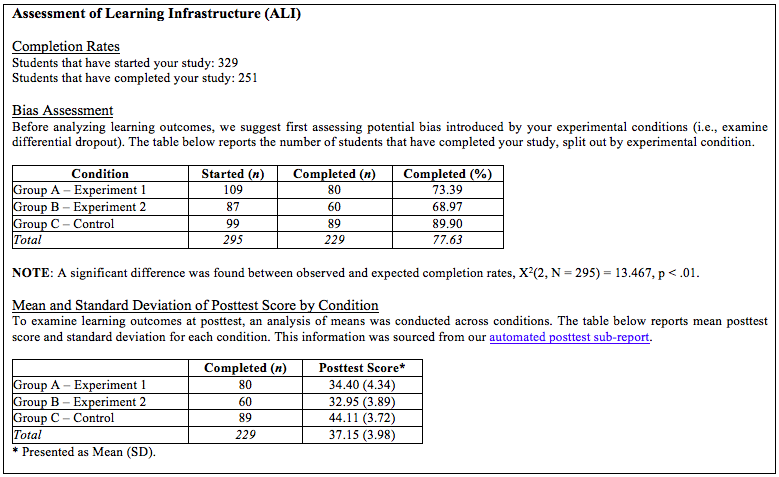 Assessment of Learning Infrastructure (ALI)
Completion Rates
Students that have started your study: 329
Students that have completed your study: 251
Bias Assessment
Before analyzing learning outcomes, we suggest first assessing potential bias introduced by your experimental conditions (i.e., examine
differential dropout). The table below reports the number of students that have completed your study, split out by experimental condition.
Condition Started (n) Completed (n) Completed (%)
Group A – Experiment 1 109 80 73.39
Group B – Experiment 2 87 60 68.97
Group C – Control 99 89 89.90
Total 295 229 77.63
NOTE: A significant difference was found between observed and expected completion rates, X²(2, N = 295) = 13.467, p < .01.
Mean and Standard Deviation of Posttest Score by Condition
To examine learning outcomes at posttest, an analysis of means was conducted across conditions. The table below reports mean posttest
score and standard deviation for each condition. This information was sourced from our automated posttest sub-report.
Completed (n) Posttest Score*
Group A – Experiment 1 80 34.40 (4.34)
Group B – Experiment 2 60 32.95 (3.89)
Group C – Control 89 44.11 (3.72)
Total 229 37.15 (3.98)
* Presented as Mean (SD).